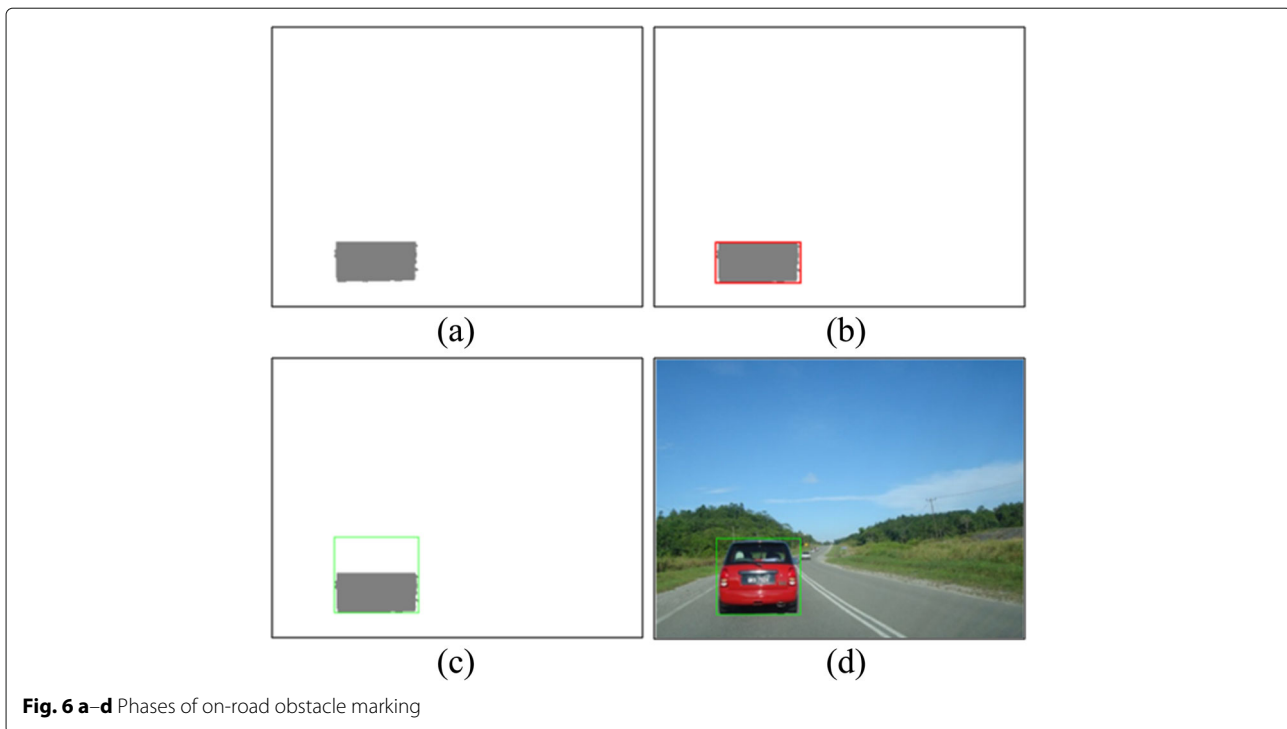 (a)
(b)
(c)
(d)
Fig. 6 a–d Phases of on-road obstacle marking